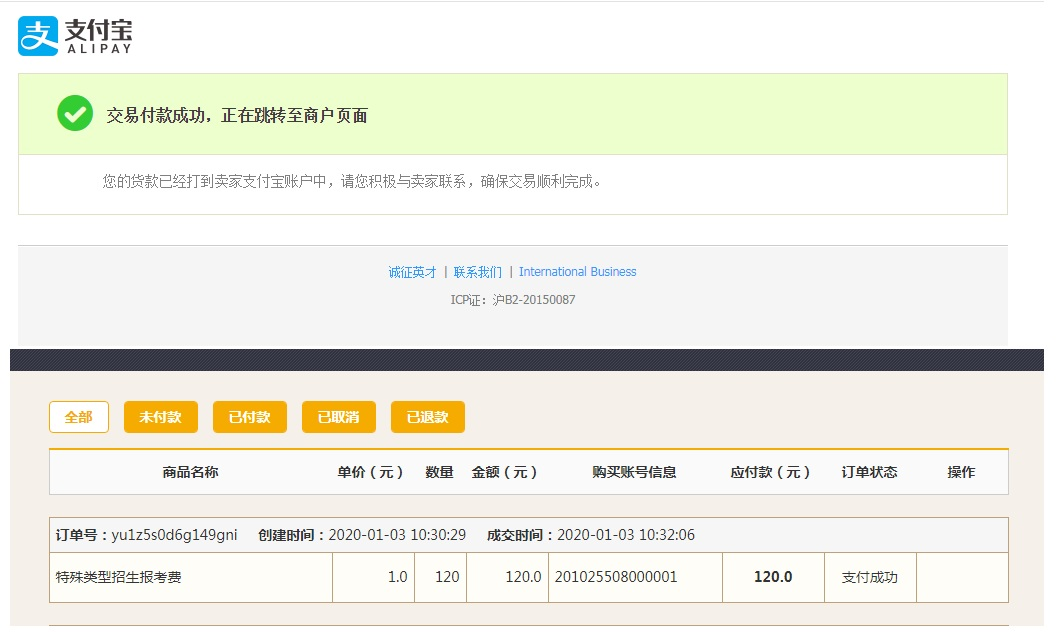 支付宝
ALIPAY
交易付款成功，正在跳转至商户页面
您的货款已经打到卖家支付宝账户中，请您积极与卖家联系，确保交易顺利完成。
诚征英才 | 联系我们 | International Business
ICP证：沪B2-20150087
全部 未付款 已付款 已取消 已退款
商品名称 单价（元） 数量 金额（元） 购买账号信息 应付款（元） 订单状态 操作
订单号：yu1z5s0d6g149gni 创建时间：2020-01-03 10:30:29 成交时间：2020-01-03 10:32:06
特殊类型招生报考费 1.0 120 120.0 201025508000001 120.0 支付成功